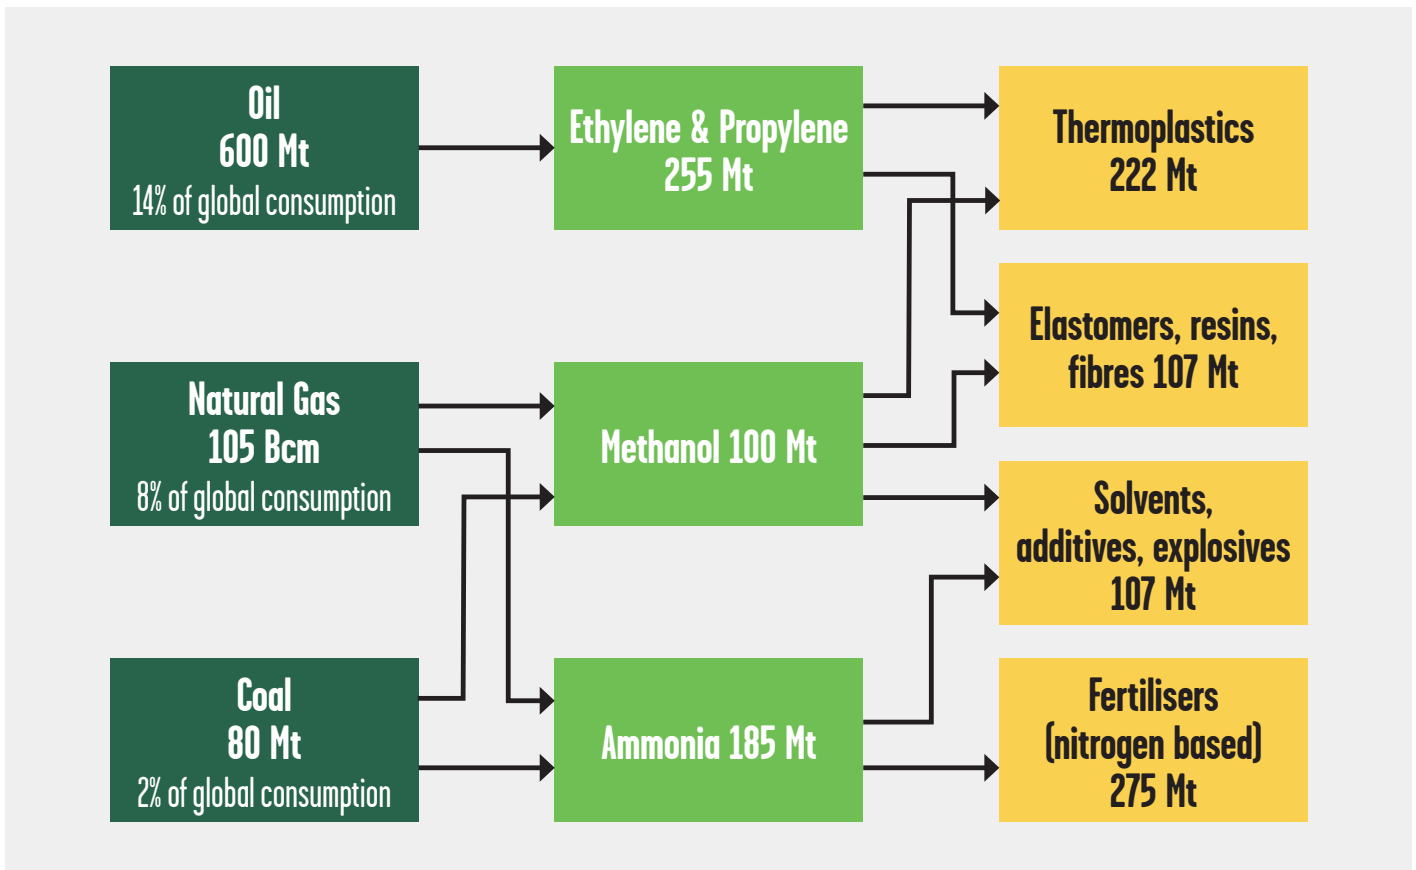 Oil
600 Mt
14% of global consumption
Ethylene & Propylene
255 Mt
Thermoplastics
222 Mt
Elastomers, resins,
fibres 107 Mt
Natural Gas
105 Bcm
8% of global consumption
Methanol 100 Mt
Solvents,
additives, explosives
107 Mt
Coal
80 Mt
2% of global consumption
Ammonia 185 Mt
Fertilisers
(nitrogen based)
275 Mt